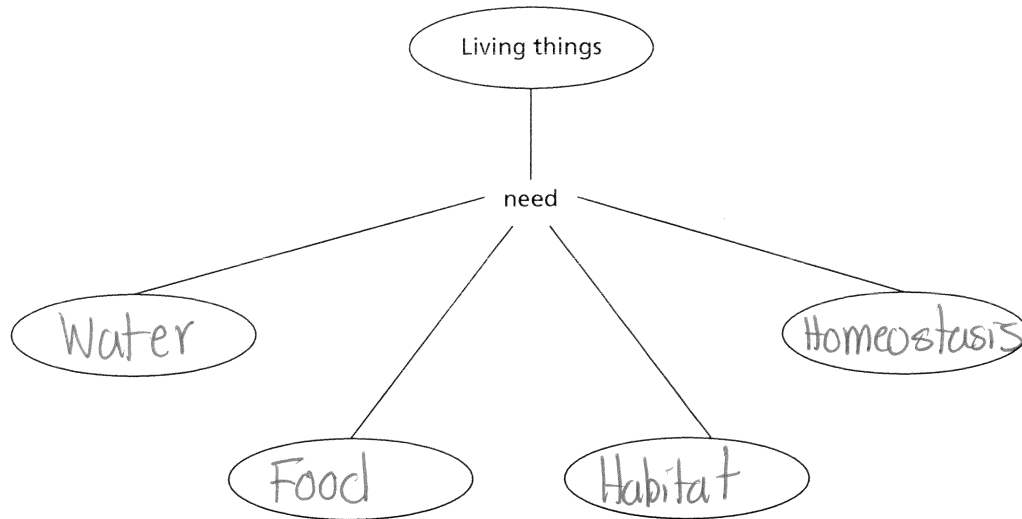 Living things
need
Water
Homeostasis
Food
Habitat